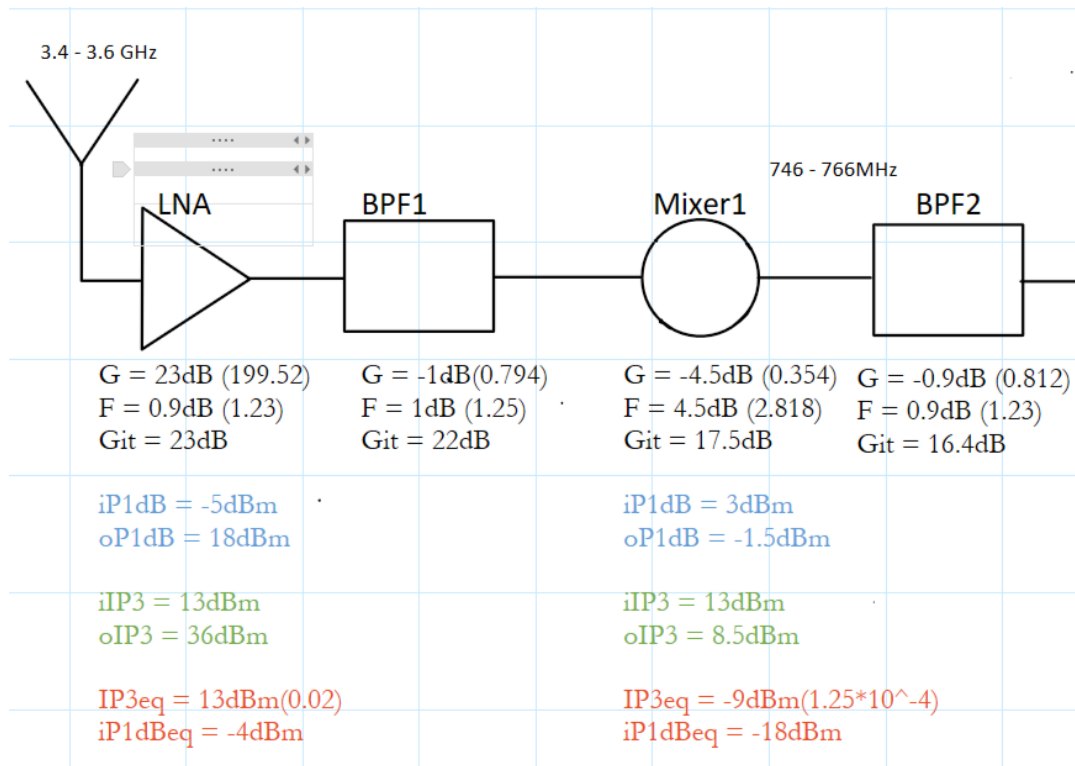 3.4 - 3.6 GHz
746 - 766MHz
LNA
BPF1
Mixer1
BPF2
G = 23dB (199.52)
F = 0.9dB (1.23)
Git = 23dB
G = -1dB(0.794)
F = 1dB (1.25)
Git = 22dB
G = -4.5dB (0.354)
F = 4.5dB (2.818)
Git = 17.5dB
G = -0.9dB (0.812)
F = 0.9dB (1.23)
Git = 16.4dB
iP1dB = -5dBm
oP1dB = 18dBm
iP1dB = 3dBm
oP1dB = -1.5dBm
iIP3 = 13dBm
oIP3 = 36dBm
iIP3 = 13dBm
oIP3 = 8.5dBm
IP3eq = 13dBm(0.02)
iP1dBeq = -4dBm
IP3eq = -9dBm(1.25*10^-4)
iP1dBeq = -18dBm